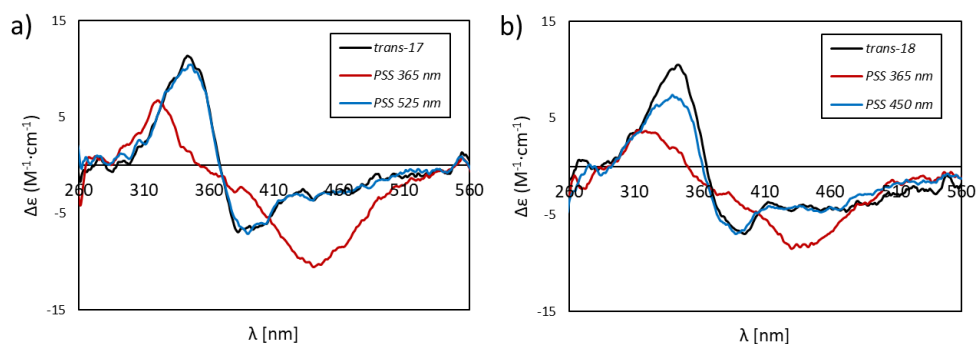 a)
15
5
-5
-15
260
310
360
410
460
510
560
Δε (M⁻¹·cm⁻¹)
λ [nm]
trans-17
PSS 365 nm
PSS 525 nm
b)
15
5
-5
-15
260
310
360
410
460
510
560
Δε (M⁻¹·cm⁻¹)
λ [nm]
trans-18
PSS 365 nm
PSS 450 nm